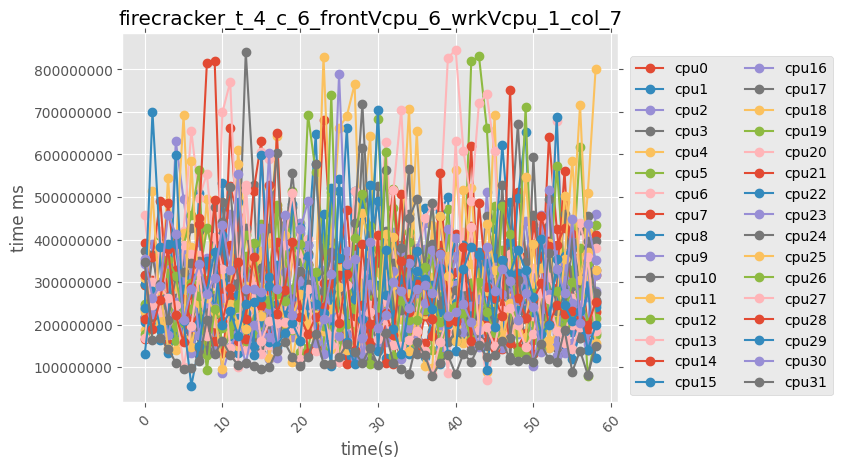 firecracker_t_4_c_6_frontVcpu_6_wrkVcpu_1_col_7
time ms
800000000
700000000
600000000
500000000
400000000
300000000
200000000
100000000
0
10
20
30
40
50
60
time(s)
cpu0
cpu1
cpu2
cpu3
cpu4
cpu5
cpu6
cpu7
cpu8
cpu9
cpu10
cpu11
cpu12
cpu13
cpu14
cpu15
cpu16
cpu17
cpu18
cpu19
cpu20
cpu21
cpu22
cpu23
cpu24
cpu25
cpu26
cpu27
cpu28
cpu29
cpu30
cpu31